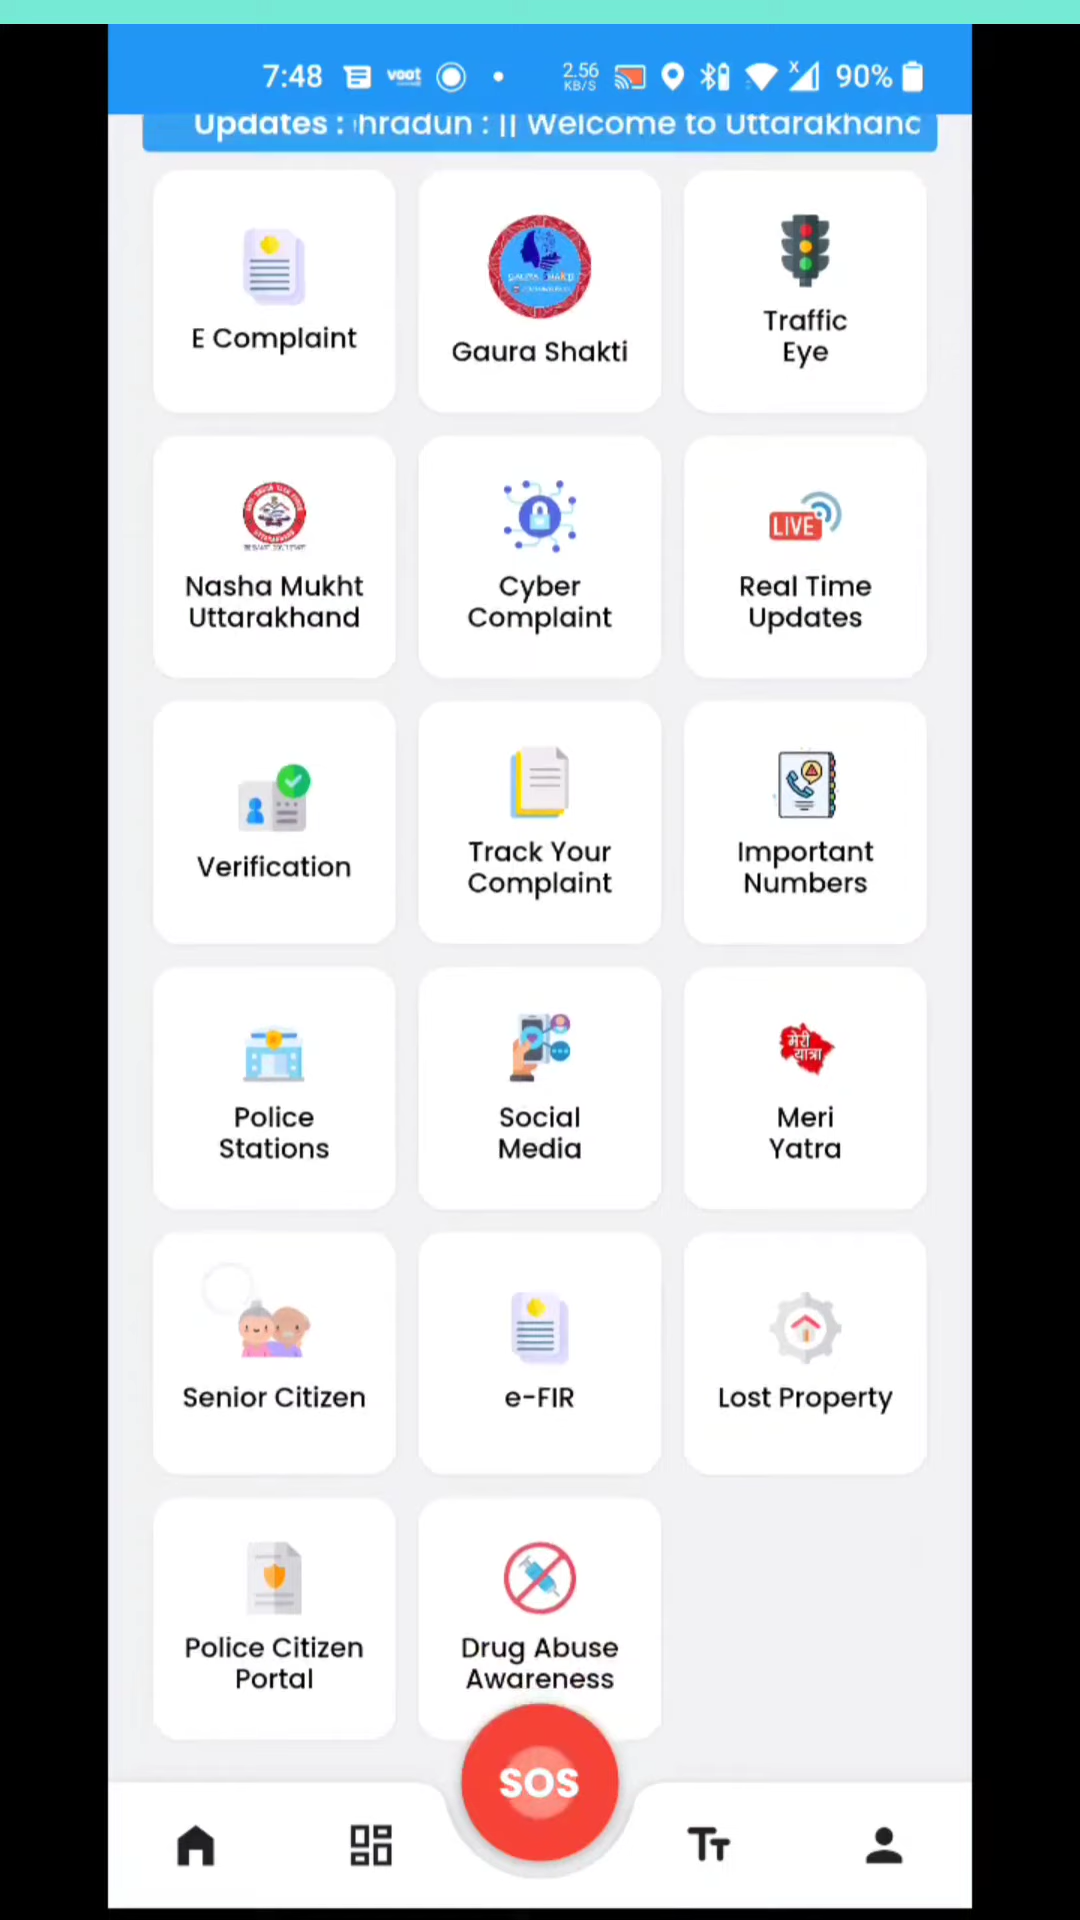 7:48 voot 2.56 KB/S X 90%
Updates : hradun : || Welcome to Uttarakhand
E Complaint
Gaura Shakti
Traffic
Eye
Nasha Mukht
Uttarakhand
Cyber
Complaint
LIVE
Real Time
Updates
Verification
Track Your
Complaint
Important
Numbers
Police
Stations
Social
Media
मेरी
यात्रा
Meri
Yatra
Senior Citizen
e-FIR
Lost Property
Police Citizen
Portal
Drug Abuse
Awareness
SOS
TT